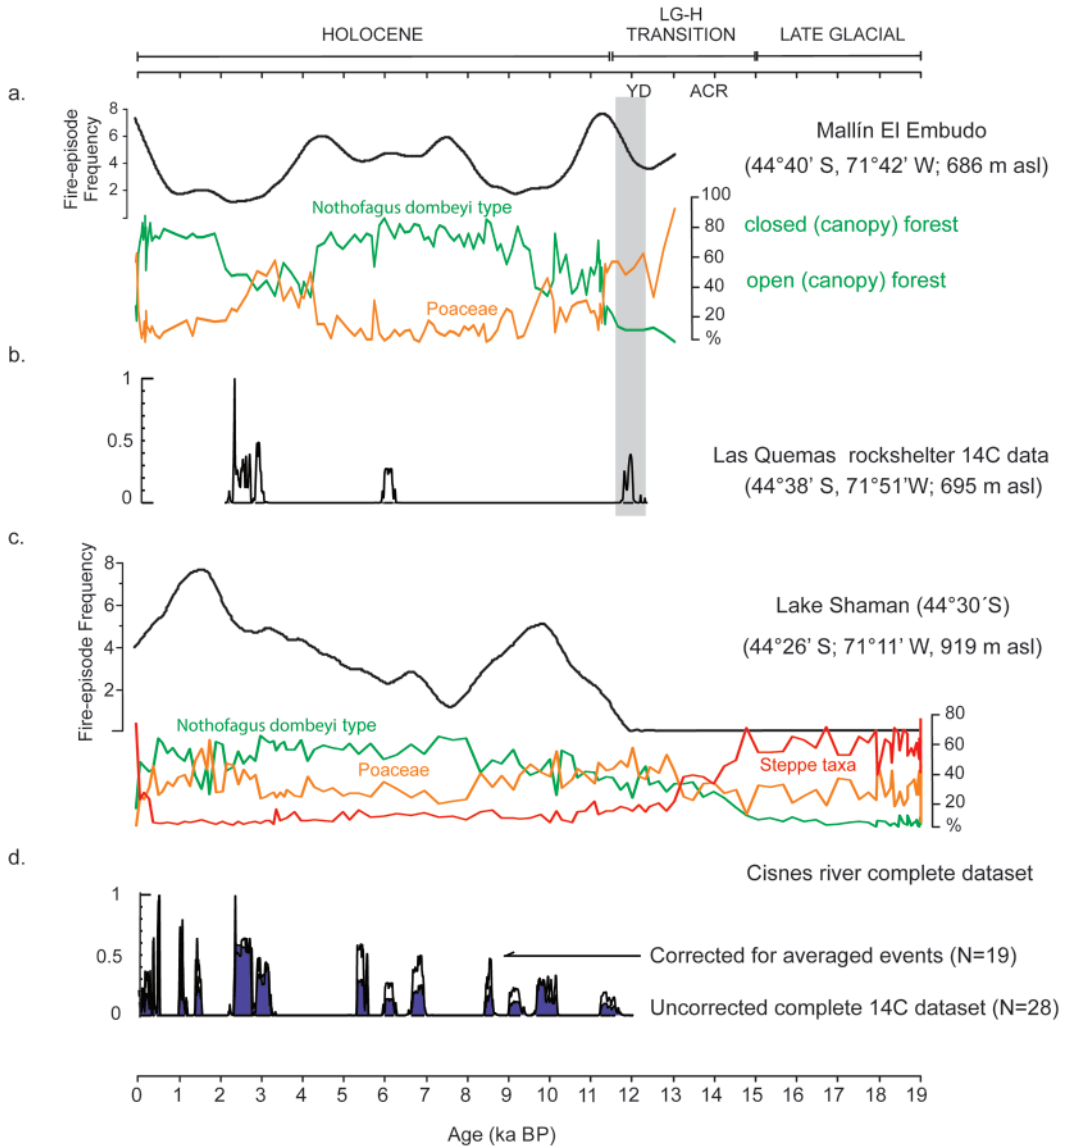 LG-H
HOLOCENE TRANSITION LATE GLACIAL
a. YD ACR
8
6
4
2
Fire-episode
Frequency
Mallín El Embudo
(44°40' S, 71°42' W; 686 m asl)
100
80
60
40
20
%
Nothofagus dombeyi type
closed (canopy) forest
open (canopy) forest
Poaceae
b.
1
0.5
0
Las Quemas rockshelter 14C data
(44°38' S, 71°51'W; 695 m asl)
c.
8
6
4
2
Fire-episode Frequency
Lake Shaman (44°30´S)
(44°26' S; 71°11' W, 919 m asl)
80
60
40
20
%
Nothofagus dombeyi type
Poaceae
Steppe taxa
d.
Cisnes river complete dataset
1
0.5
0
Corrected for averaged events (N=19)
Uncorrected complete 14C dataset (N=28)
0 1 2 3 4 5 6 7 8 9 10 11 12 13 14 15 16 17 18 19
Age (ka BP)